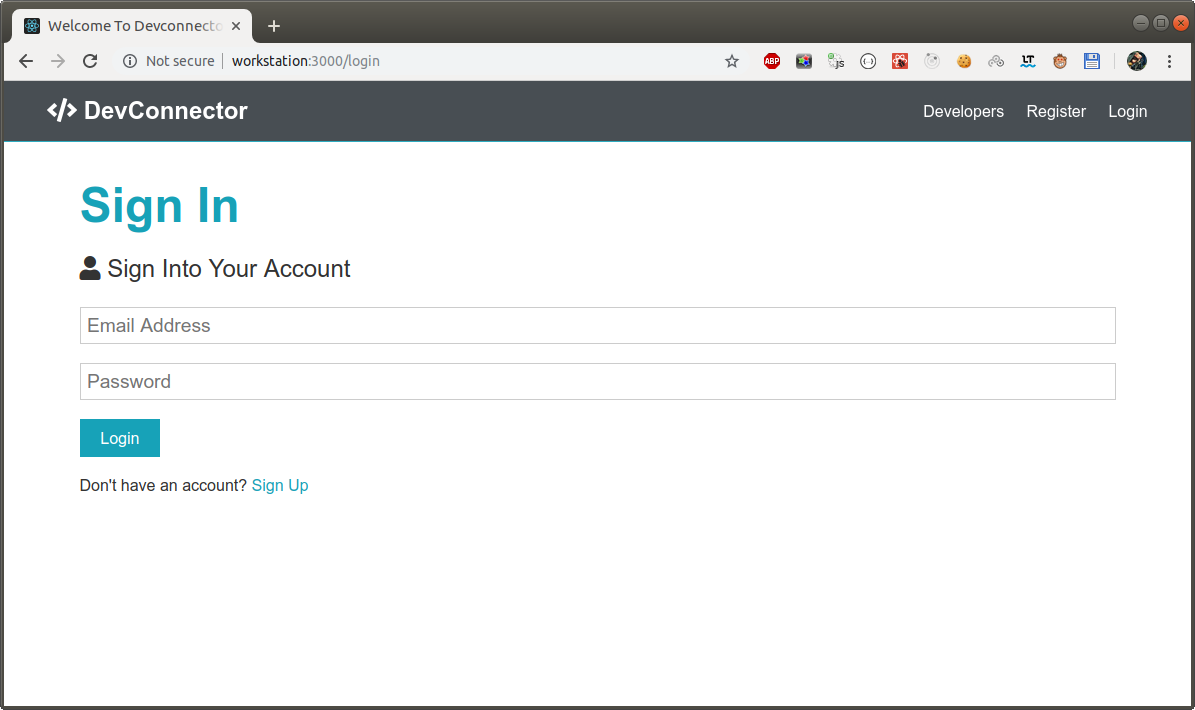 Welcome To Devconnecto
Not secure
workstation:3000/login
ABP
js
LT
</> DevConnector
Developers
Register
Login
Sign In
Sign Into Your Account
Email Address
Password
Login
Don't have an account? Sign Up